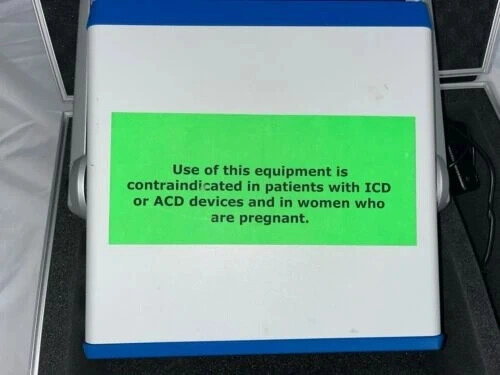 Use of this equipment is
contraindicated in patients with ICD
or ACD devices and in women who
are pregnant.